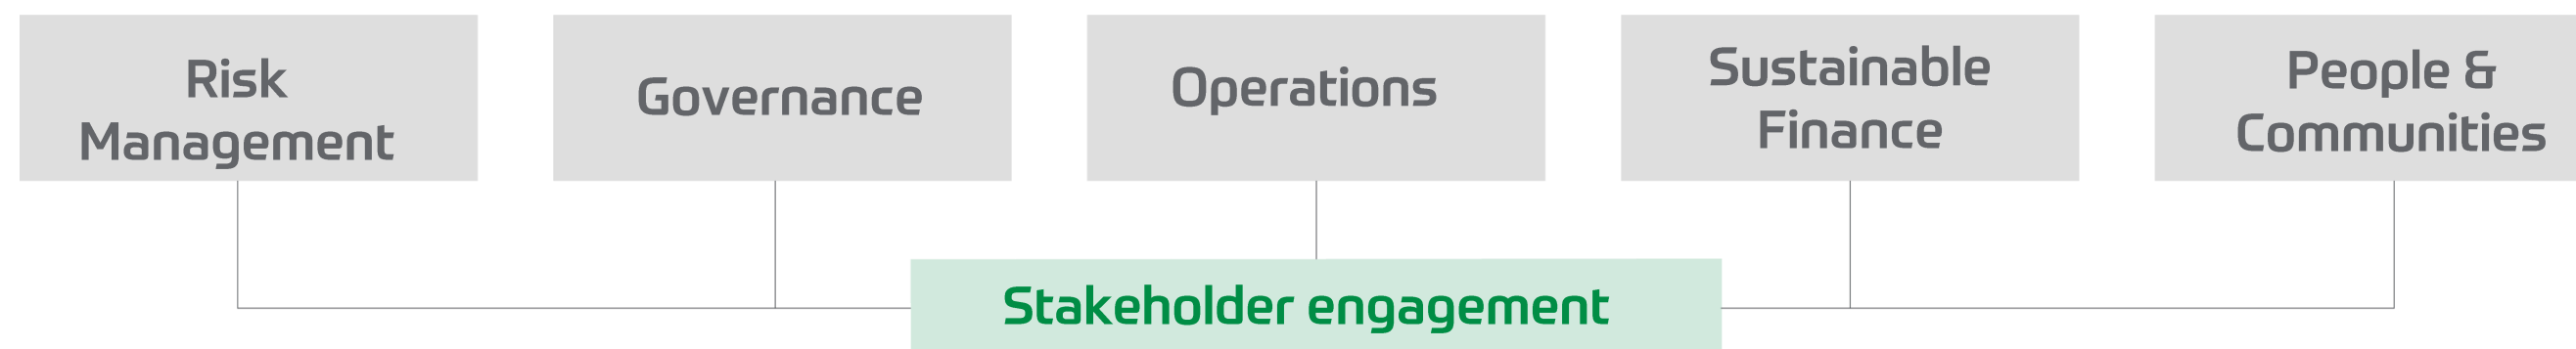 Risk
Management
Governance
Operations
Sustainable
Finance
People &
Communities
Stakeholder engagement